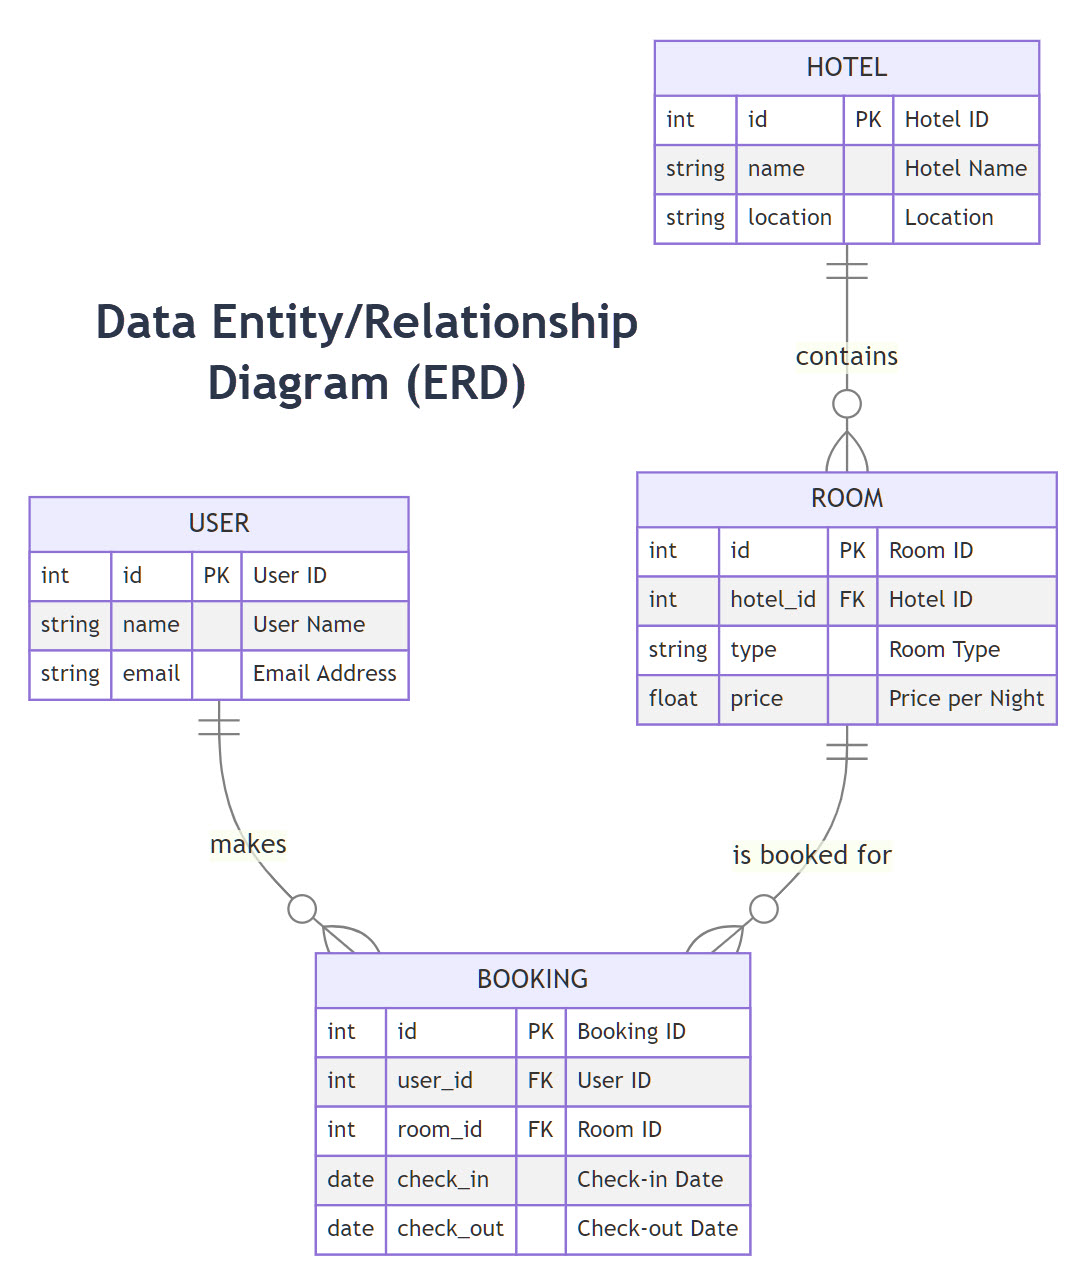 HOTEL
int id PK Hotel ID
string name Hotel Name
string location Location
Data Entity/Relationship
Diagram (ERD)
contains
ROOM
int id PK Room ID
int hotel_id FK Hotel ID
string type Room Type
float price Price per Night
USER
int id PK User ID
string name User Name
string email Email Address
makes
is booked for
BOOKING
int id PK Booking ID
int user_id FK User ID
int room_id FK Room ID
date check_in Check-in Date
date check_out Check-out Date